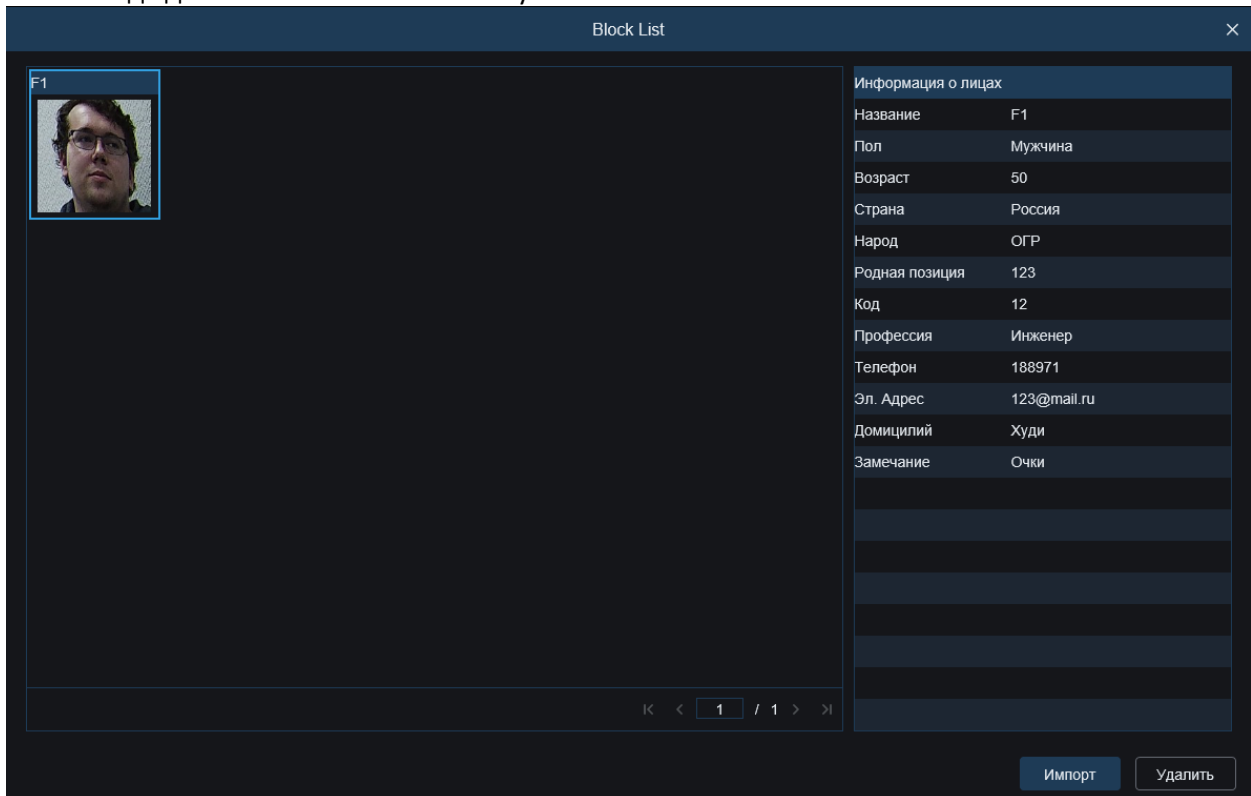 Block List
F1
Информация о лицах
Название F1
Пол Мужчина
Возраст 50
Страна Россия
Народ ОГР
Родная позиция 123
Код 12
Профессия Инженер
Телефон 188971
Эл. Адрес 123@mail.ru
Домицилий Худи
Замечание Очки
1 / 1
Импорт Удалить